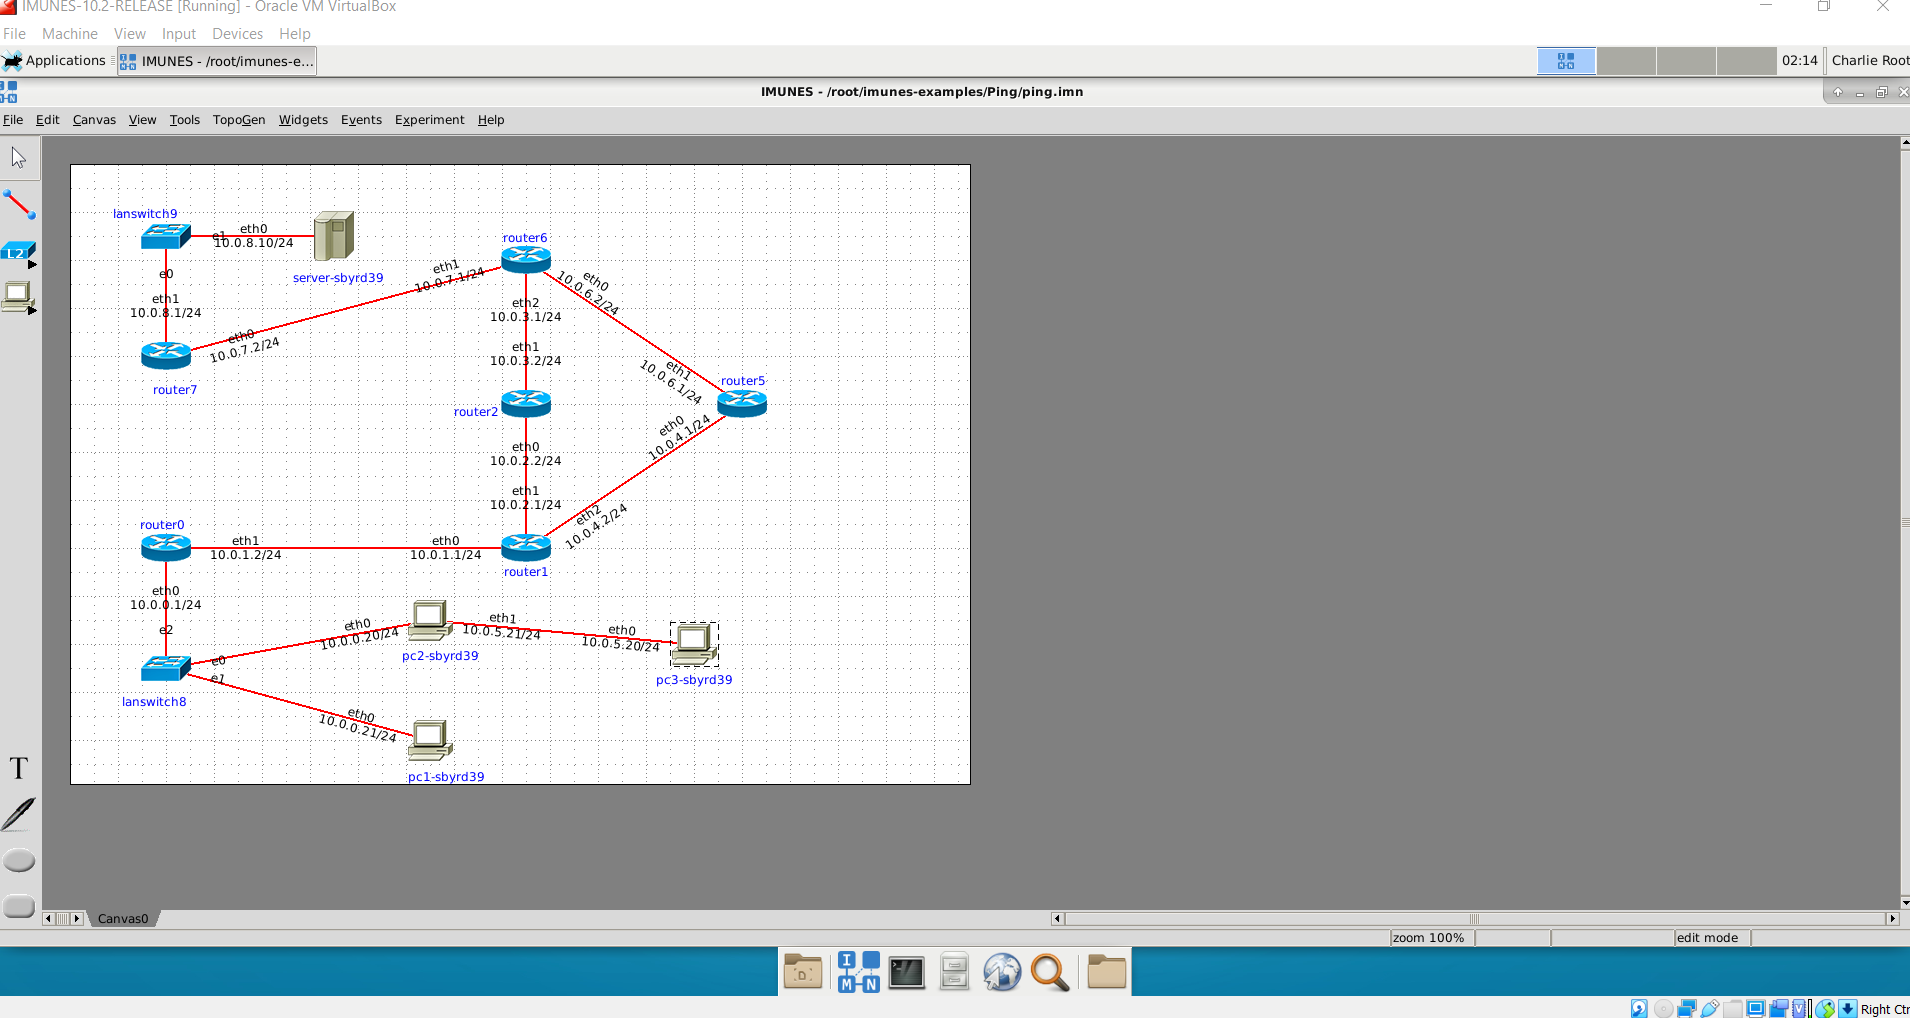 IMUNES-10.2-RELEASE [Running] - Oracle VM VirtualBox
File Machine View Input Devices Help
Applications IMUNES - /root/imunes-e... 02:14 Charlie Root
IMUNES - /root/imunes-examples/Ping/ping.imn
File Edit Canvas View Tools TopoGen Widgets Events Experiment Help
lanswitch9
e1 eth0
10.0.8.10/24
server-sbyrd39
e0
eth1
10.0.8.1/24
router7
eth0
10.0.7.2/24
eth1
10.0.7.1/24
router6
eth0
10.0.6.2/24
eth2
10.0.3.1/24
eth1
10.0.3.2/24
eth1
10.0.6.1/24
router5
router2
eth0
10.0.4.1/24
eth0
10.0.2.2/24
eth1
10.0.2.1/24
eth2
10.0.4.2/24
router0
eth1
10.0.1.2/24
eth0
10.0.1.1/24
router1
eth0
10.0.0.1/24
e2
eth0
10.0.0.20/24
eth1
10.0.5.21/24
eth0
10.0.5.20/24
pc2-sbyrd39
e0
e1
pc3-sbyrd39
lanswitch8
eth0
10.0.0.21/24
pc1-sbyrd39
L2
T
Canvas0
zoom 100% edit mode
D
I
M N
Right Ctr